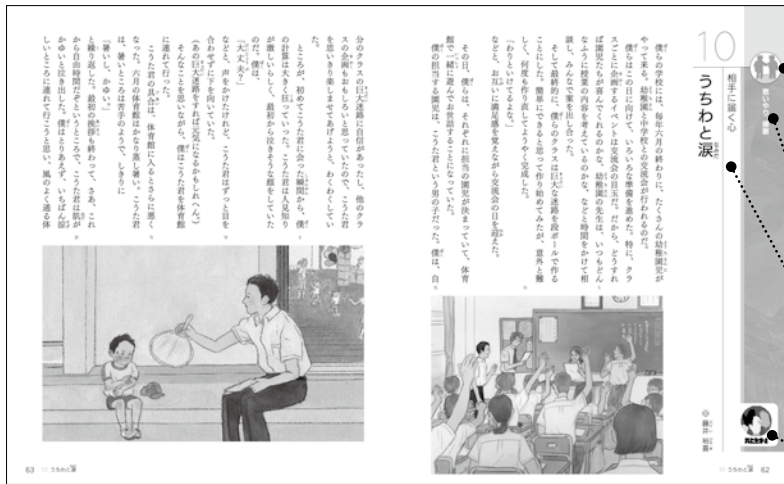 10
思いやり、感謝
相手に届く心
うちわと涙
なみだ
藤井 裕喜
僕らの学校には、毎年六月の終わりに、たくさんの幼稚園児が
やって来る。幼稚園と中学校との交流会が行われるのだ。
僕らはこの日に向けて、いろいろな準備を進めた。特に、クラ
スごとに企画するイベントは交流会の目玉だ。だから、どうすれ
ば園児たちが喜んでくれるのかな、幼稚園の先生は、いつもどん
なふうに授業の内容を考えているのかな、などと時間をかけて相
談し、みんなで案を出し合った。
そして最終的に、僕らのクラスは巨大な迷路を段ボールで作る
ことにした。簡単にできると思って作り始めてみたが、意外と難
しく、何度も作り直してようやく完成した。
「わりといけてるよな。」
などと、お互いに満足感を覚えながら交流会の日を迎えた。
その日、僕らは、それぞれに担当の園児が決まっていて、体育
館で一緒に遊んでお世話することになっていた。
僕の担当する園児は、こうた君という男の子だった。僕は、自
分のクラスの巨大迷路に自信があったし、他のクラ
スの企画もおもしろいと思っていたので、こうた君
を思いきり楽しませてあげようと、わくわくしてい
た。
ところが、初めてこうた君に会った瞬間から、僕
の計算は大きく狂っていった。こうた君は人見知り
が激しいらしく、最初から泣きそうな顔をしていた
のだ。僕は、
「大丈夫？」
などと、声をかけたけれど、こうた君はずっと目を
合わせずに下を向いていた。
（あの巨大迷路をすれば元気になるかもしれへん。）
そんなことを思いながら、僕はこうた君を体育館
に連れて行った。
こうた君の具合は、体育館に入るとさらに悪く
なった。六月の体育館はかなり蒸し暑い。こうた君
は、暑いところは苦手のようで、しきりに
「暑いし、かゆい。」
と繰り返した。最初の挨拶も終わって、さあ、これ
から自由時間だぞというところで、こうた君は肌が
かゆいと泣き出した。僕はとりあえず、いちばん涼
しいところに連れて行こうと思い、風のよく通る体
63 10 うちわと涙
10 うちわと涙 62